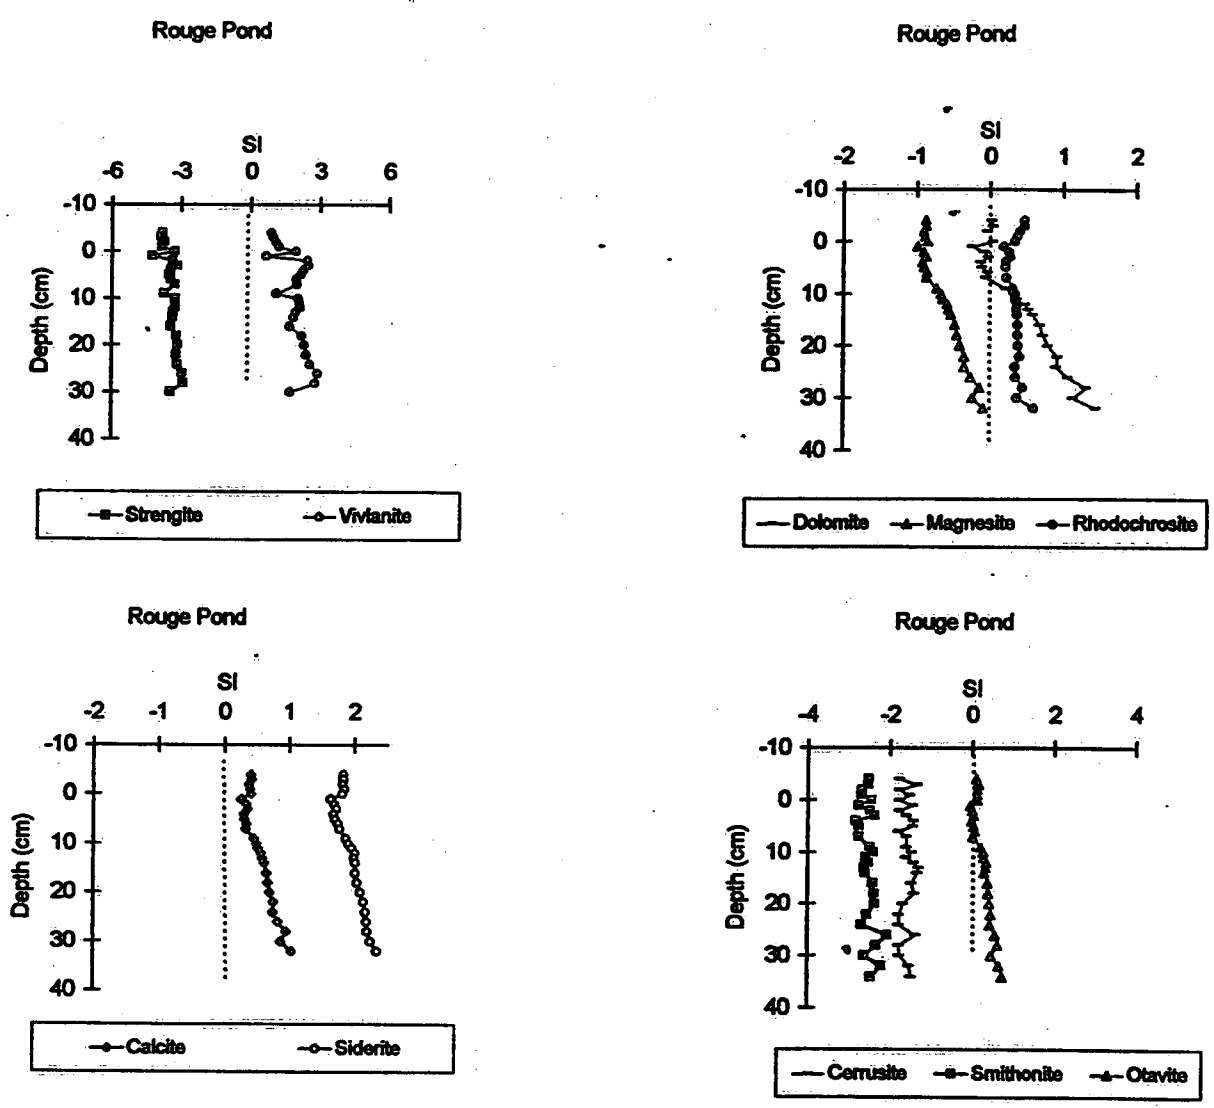 Rouge Pond
SI
-6 -3 0 3 6
-10
0
10
20
30
40
Depth (cm)
Strengite Vivianite
Rouge Pond
SI
-2 -1 0 1 2
-10
0
10
20
30
40
Depth (cm)
Dolomite Magnesite Rhodochrosite
Rouge Pond
SI
-2 -1 0 1 2
-10
0
10
20
30
40
Depth (cm)
Calcite Siderite
Rouge Pond
SI
-4 -2 0 2 4
-10
0
10
20
30
40
Depth (cm)
Cerrusite Smithonite Otavite